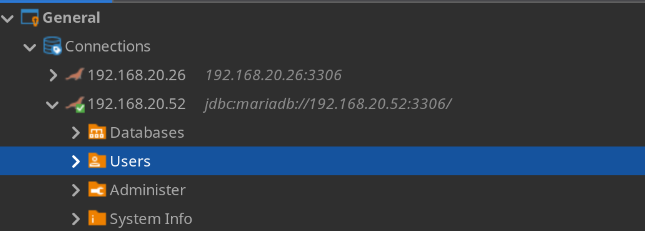 General
Connections
192.168.20.26 192.168.20.26:3306
192.168.20.52 jdbc:mariadb://192.168.20.52:3306/
Databases
Users
Administer
System Info